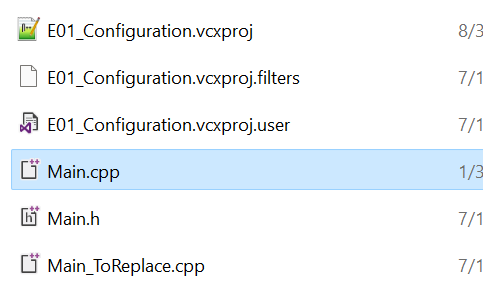 E01_Configuration.vcxproj 8/3
E01_Configuration.vcxproj.filters 7/1
E01_Configuration.vcxproj.user 7/1
Main.cpp 1/3
Main.h 7/1
Main_ToReplace.cpp 7/1